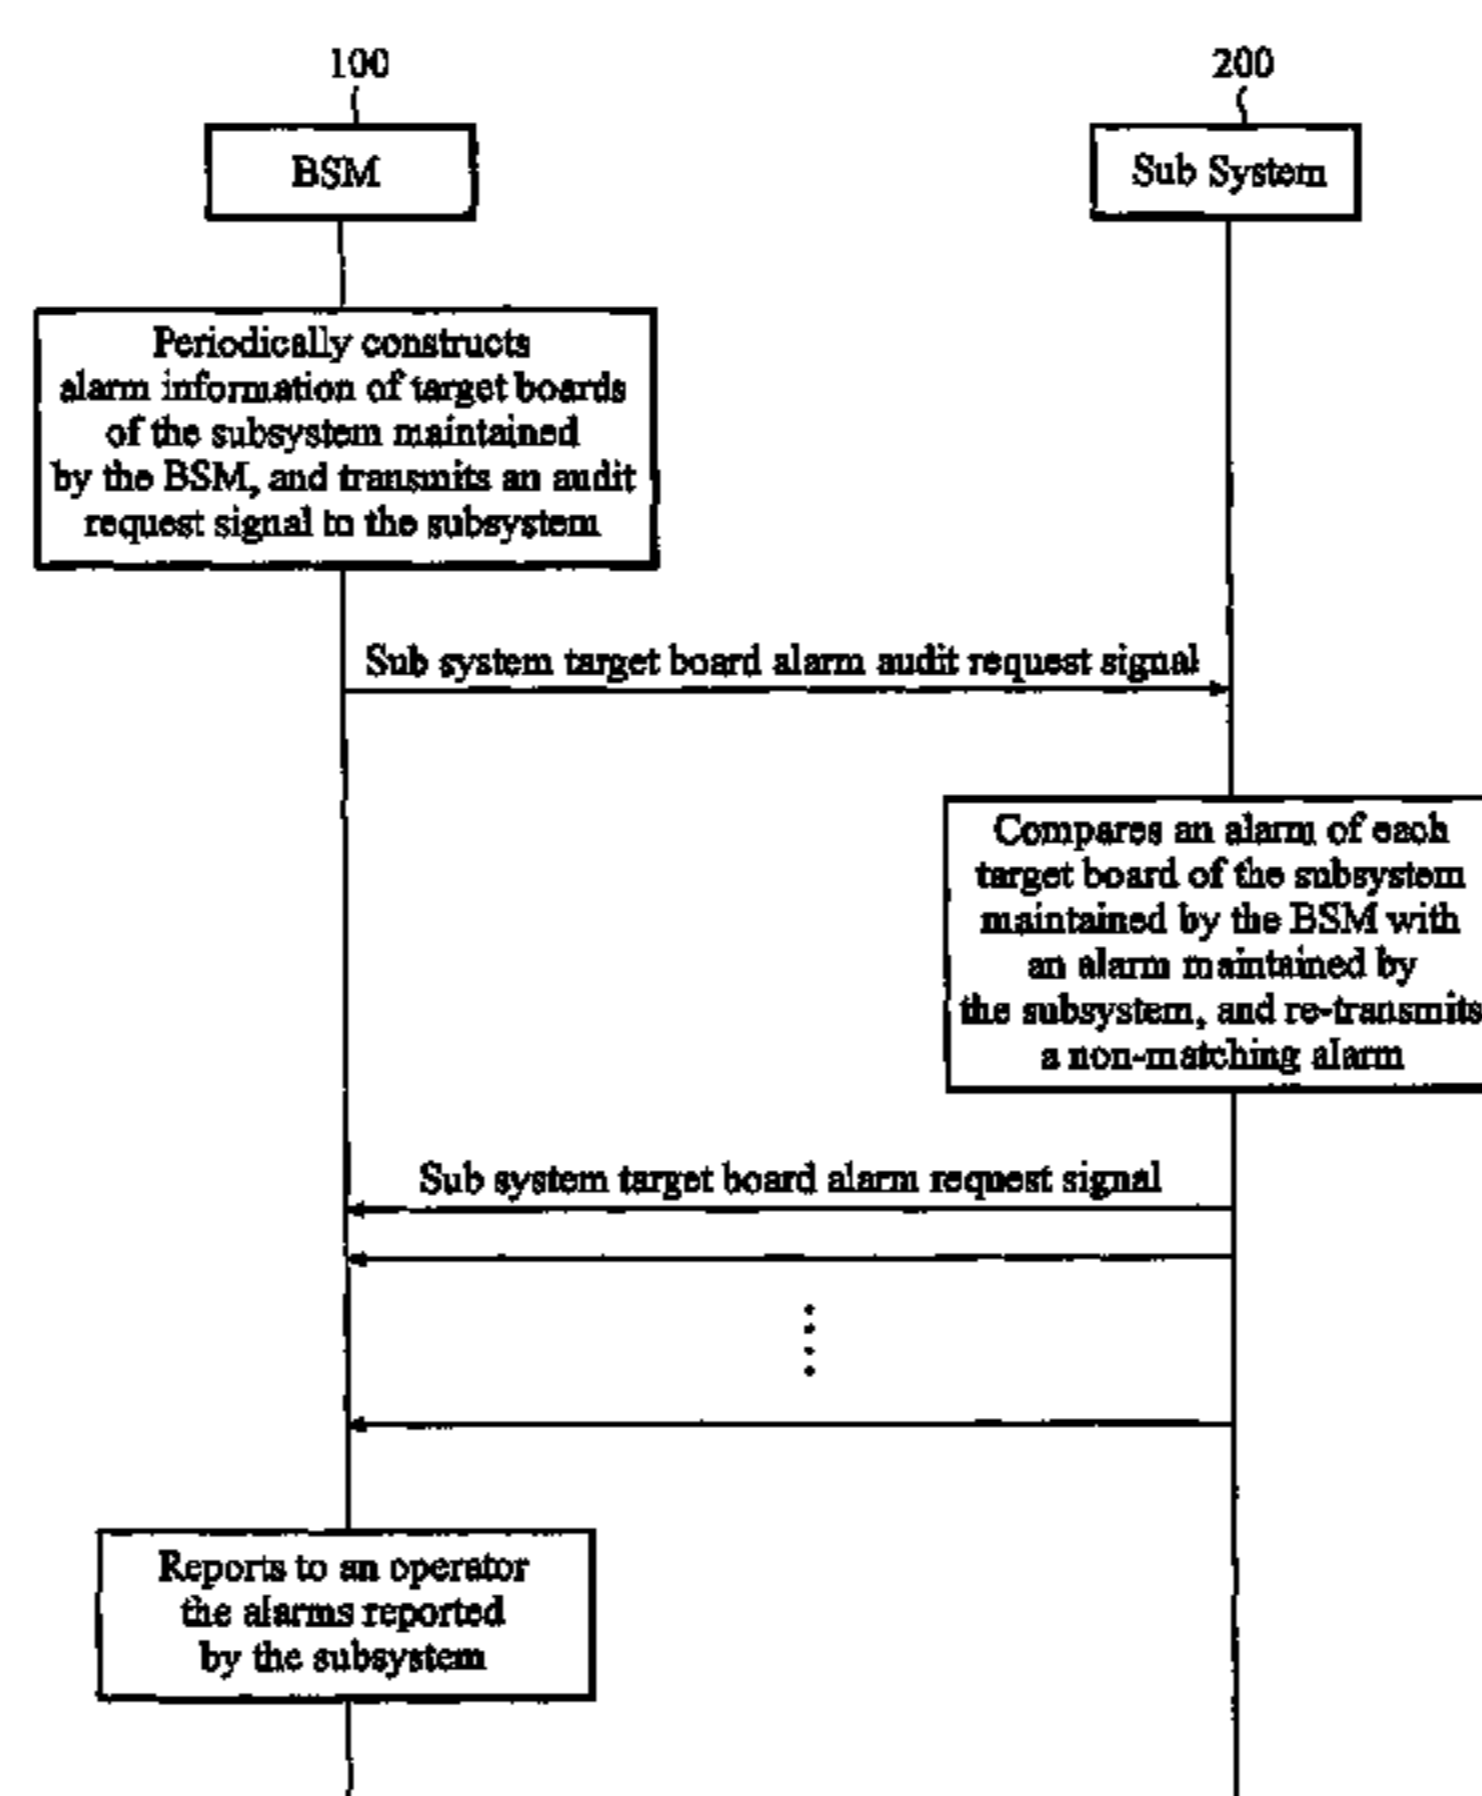 100
200
BSM
Sub System
Periodically constructs
alarm information of target boards
of the subsystem maintained
by the BSM, and transmits an audit
request signal to the subsystem
Sub system target board alarm audit request signal
Compares an alarm of each
target board of the subsystem
maintained by the BSM with
an alarm maintained by
the subsystem, and re-transmits
a non-matching alarm
Sub system target board alarm request signal
Reports to an operator
the alarms reported
by the subsystem